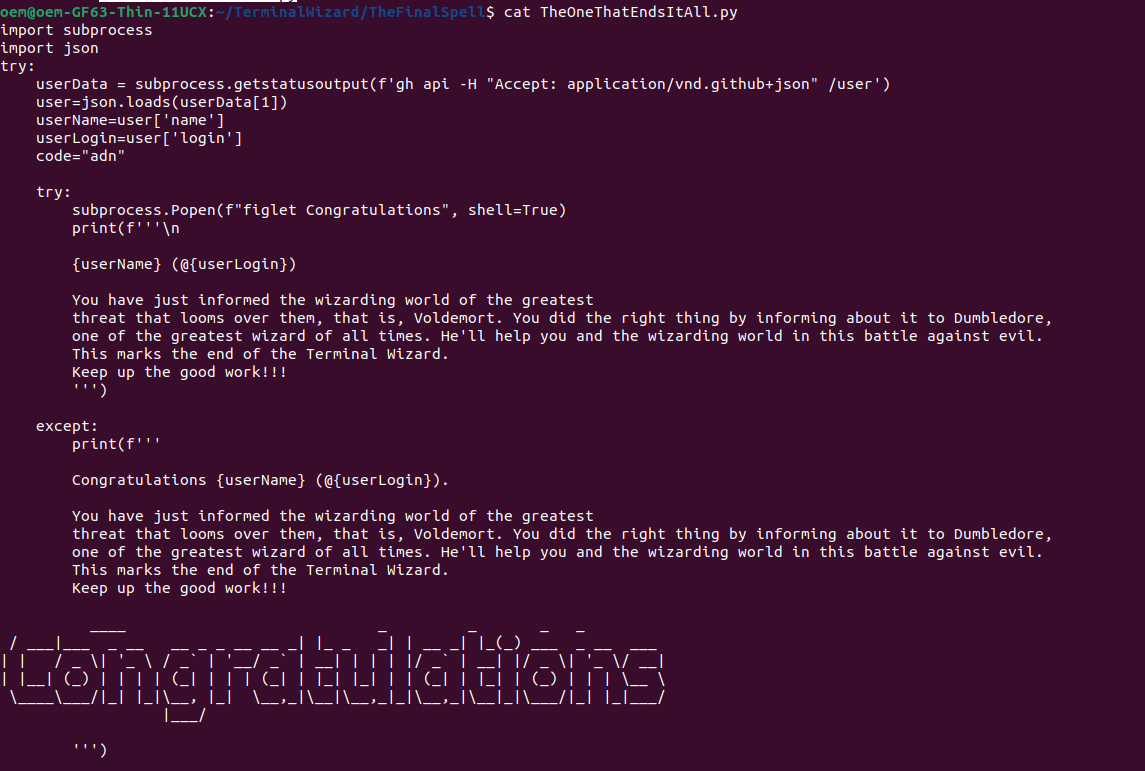 oem@oem-GF63-Thin-11UCX:~/TerminalWizard/TheFinalSpell$ cat TheOneThatEndsItAll.py
import subprocess
import json
try:
    userData = subprocess.getstatusoutput(f'gh api -H "Accept: application/vnd.github+json" /user')
    user=json.loads(userData[1])
    userName=user['name']
    userLogin=user['login']
    code="adn"

    try:
        subprocess.Popen(f"figlet Congratulations", shell=True)
        print(f'''\n

        {userName} (@{userLogin})

        You have just informed the wizarding world of the greatest
        threat that looms over them, that is, Voldemort. You did the right thing by informing about it to Dumbledore,
        one of the greatest wizard of all times. He'll help you and the wizarding world in this battle against evil.
        This marks the end of the Terminal Wizard.
        Keep up the good work!!!
        ''')

    except:
        print(f'''

        Congratulations {userName} (@{userLogin}).

        You have just informed the wizarding world of the greatest
        threat that looms over them, that is, Voldemort. You did the right thing by informing about it to Dumbledore,
        one of the greatest wizard of all times. He'll help you and the wizarding world in this battle against evil.
        This marks the end of the Terminal Wizard.
        Keep up the good work!!!

Congratulations

        ''')